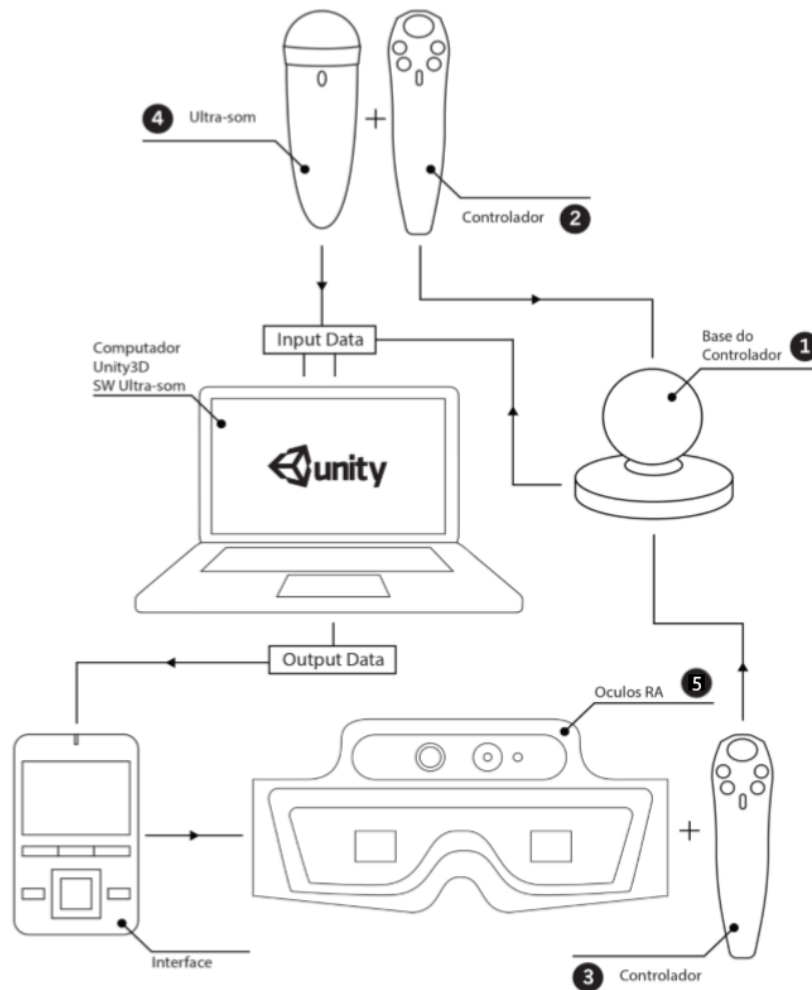 4 Ultra-som
Controlador 2
Input Data
Base do
Controlador 1
Computador
Unity3D
SW Ultra-som
unity
Output Data
Oculos RA 5
Interface
3 Controlador